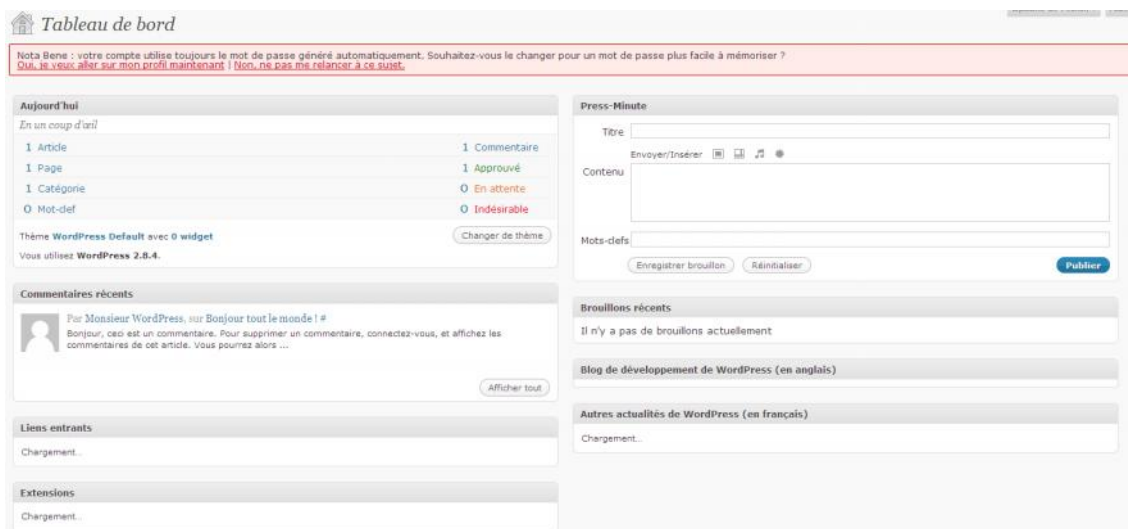 Tableau de bord
Nota Bene : votre compte utilise toujours le mot de passe généré automatiquement. Souhaitez-vous le changer pour un mot de passe plus facile à mémoriser ?
Oui, je veux aller sur mon profil maintenant | Non, ne pas me relancer à ce sujet.
Aujourd'hui
En un coup d'œil
1 Article 1 Commentaire
1 Page 1 Approuvé
1 Catégorie 0 En attente
0 Mot-clef 0 Indésirable
Thème WordPress Default avec 0 widget Changer de thème
Vous utilisez WordPress 2.8.4.
Commentaires récents
Par Monsieur WordPress, sur Bonjour tout le monde ! #
Bonjour, ceci est un commentaire. Pour supprimer un commentaire, connectez-vous, et affichez les
commentaires de cet article. Vous pourrez alors ...
Afficher tout
Liens entrants
Chargement...
Extensions
Chargement...
Press-Minute
Titre
Envoyer/Insérer
Contenu
Mots-clefs
Enregistrer brouillon Réinitialiser Publier
Brouillons récents
Il n'y a pas de brouillons actuellement
Blog de développement de WordPress (en anglais)
Autres actualités de WordPress (en français)
Chargement...